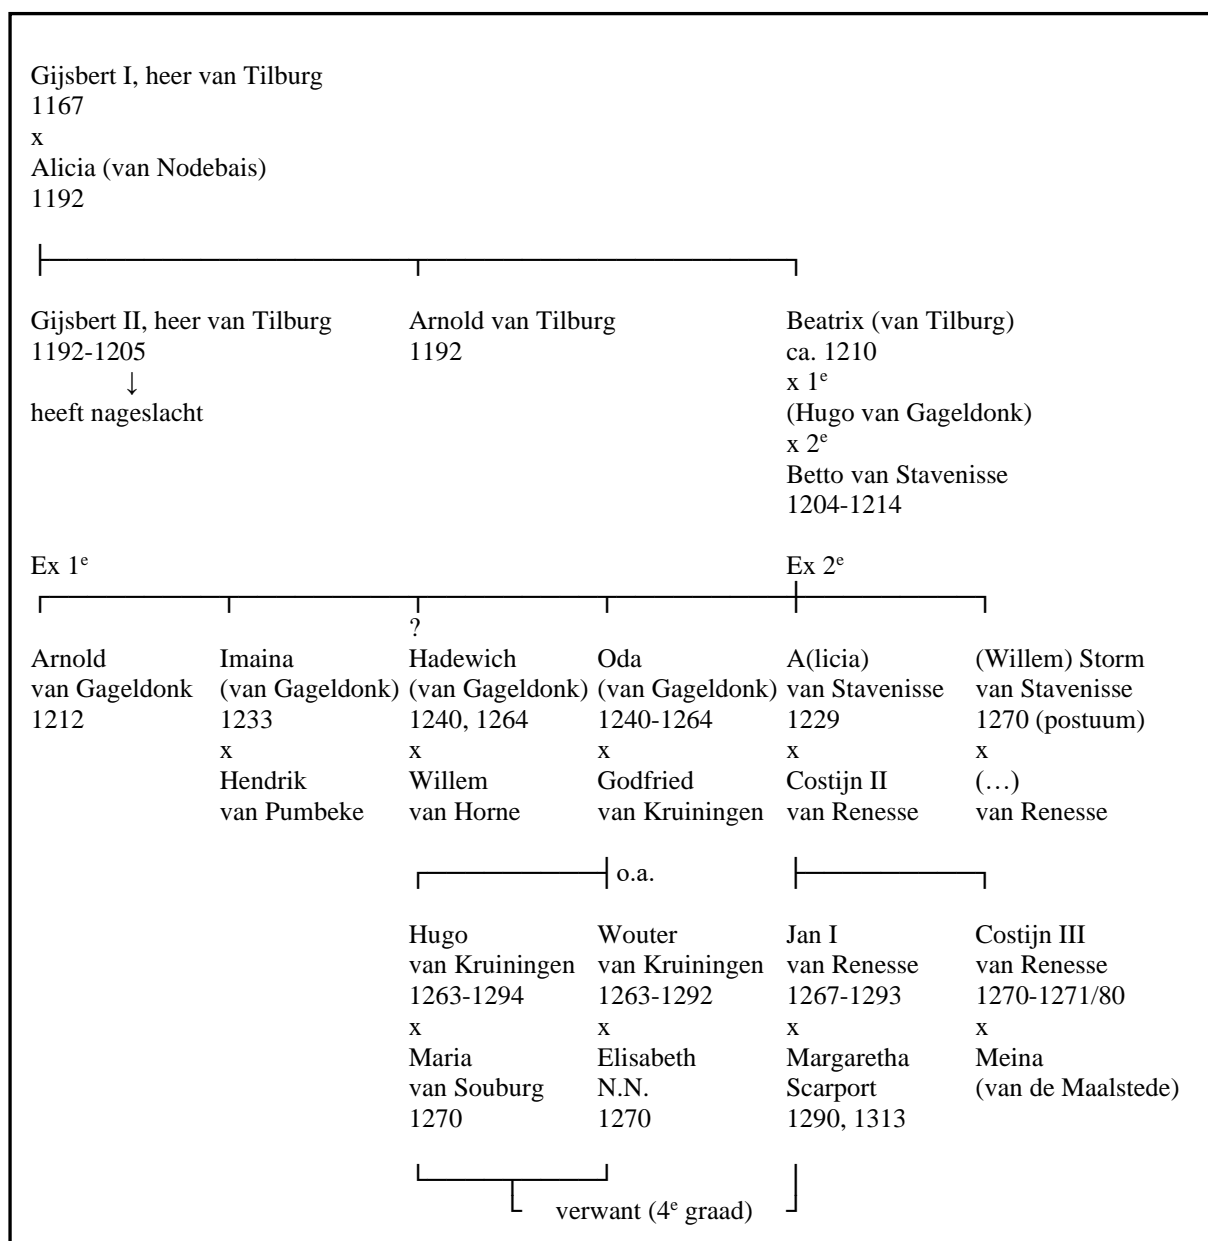 Gijsbert I, heer van Tilburg
1167
x
Alicia (van Nodebais)
1192
Gijsbert II, heer van Tilburg
1192-1205
↓
heeft nageslacht
Arnold van Tilburg
1192
Beatrix (van Tilburg)
ca. 1210
x 1e
(Hugo van Gageldonk)
x 2e
Betto van Stavenisse
1204-1214
Ex 1e
Ex 2e
Arnold
van Gageldonk
1212
Imaina
(van Gageldonk)
1233
x
Hendrik
van Pumbeke
?
Hadewich
(van Gageldonk)
1240, 1264
x
Willem
van Horne
Oda
(van Gageldonk)
1240-1264
x
Godfried
van Kruiningen
A(licia)
van Stavenisse
1229
x
Costijn II
van Renesse
(Willem) Storm
van Stavenisse
1270 (postuum)
x
(…)
van Renesse
o.a.
Hugo
van Kruiningen
1263-1294
x
Maria
van Souburg
1270
Wouter
van Kruiningen
1263-1292
x
Elisabeth
N.N.
1270
Jan I
van Renesse
1267-1293
x
Margaretha
Scarport
1290, 1313
Costijn III
van Renesse
1270-1271/80
x
Meina
(van de Maalstede)
verwant (4e graad)